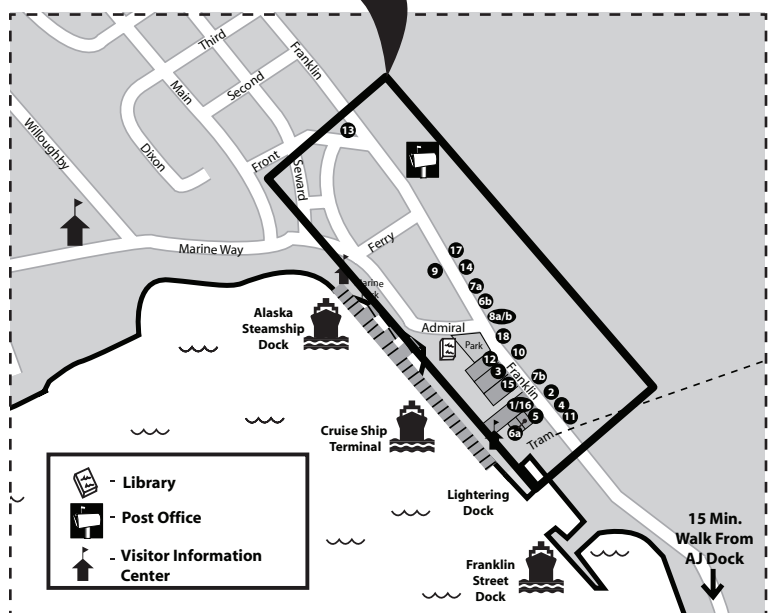 Third
Franklin
Second
Main
Willoughby
Dixon
Front
Seward
13
Marine Way
Ferry
17
14
9
7a
6b
8a/b
Alaska
Steamship
Dock
Admiral
18
Park
10
12
3
Franklin
7b
15
2
1/16
4
5
11
6a
Tram
Cruise Ship
Terminal
Lightering
Dock
Franklin
Street
Dock
15 Min.
Walk From
AJ Dock
- Library
- Post Office
- Visitor Information
Center